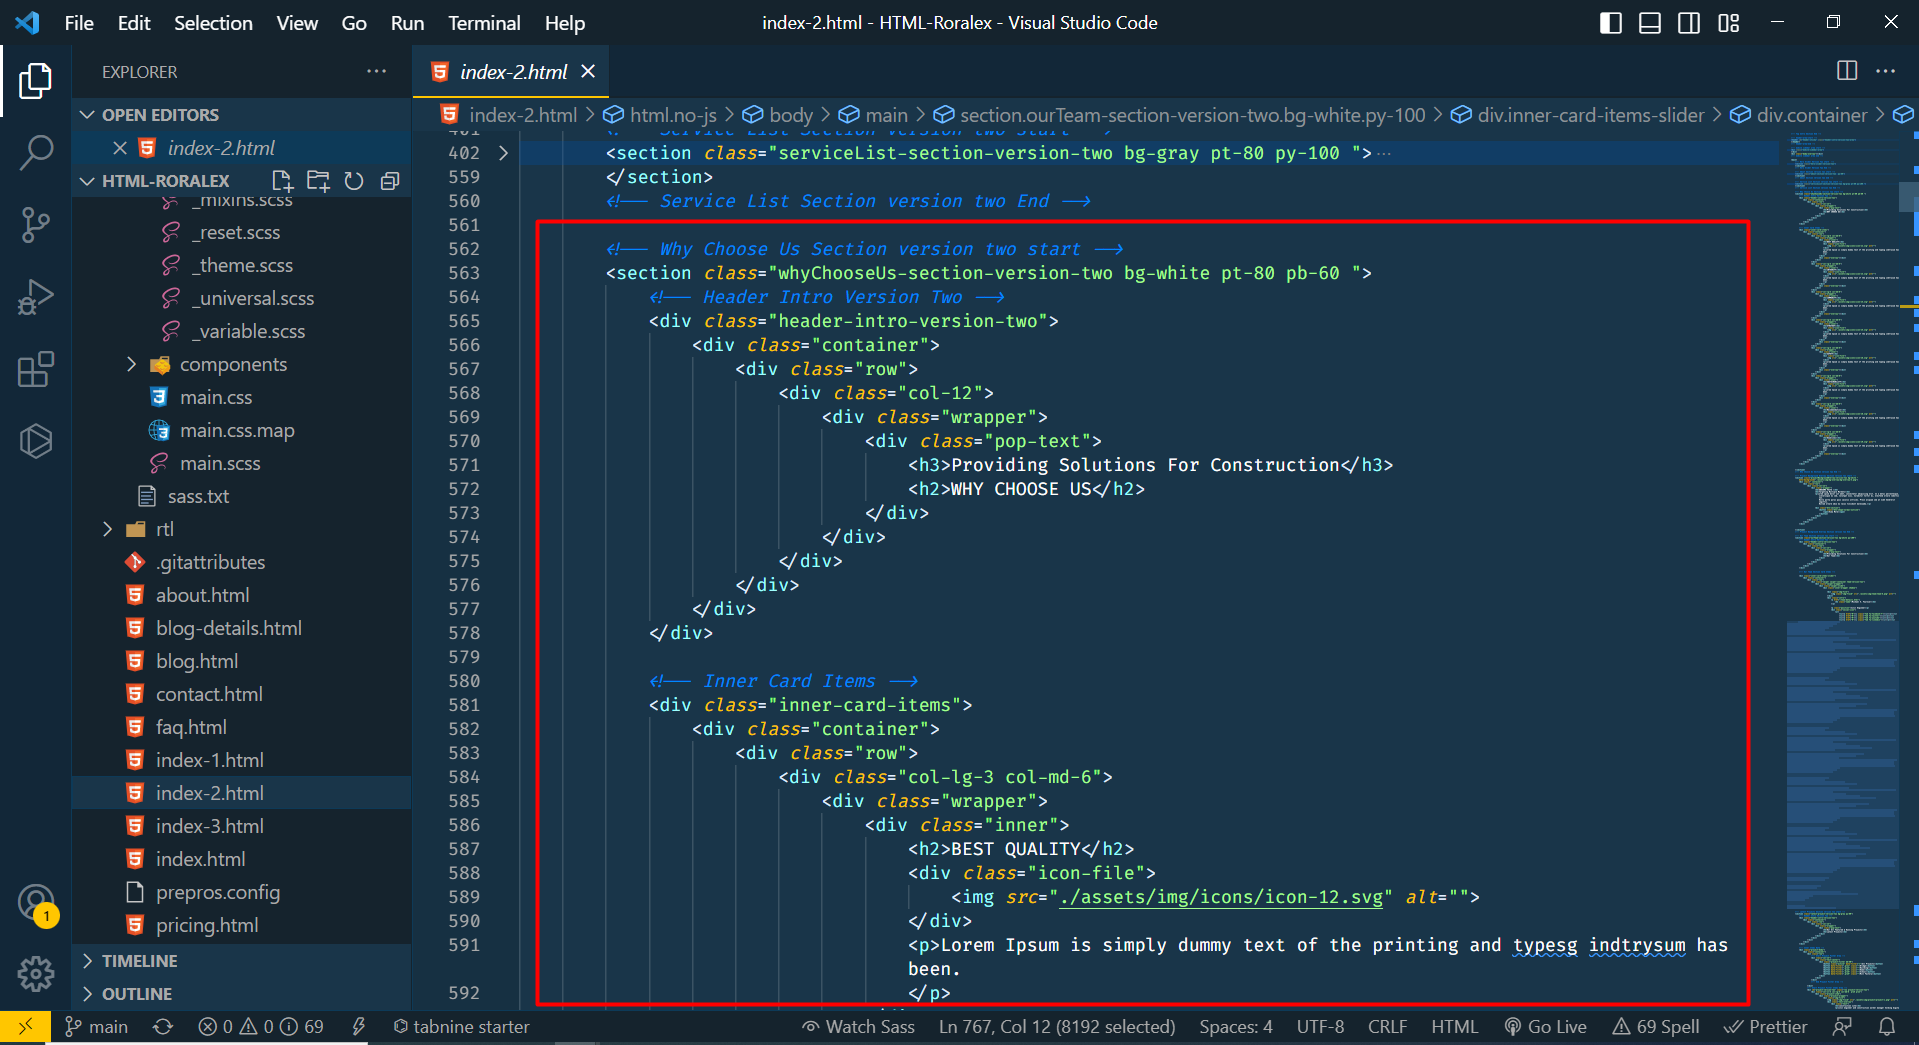 File Edit Selection View Go Run Terminal Help
index-2.html - HTML-Roralex - Visual Studio Code
EXPLORER
OPEN EDITORS
index-2.html
HTML-RORALEX
_mixins.scss
_reset.scss
_theme.scss
_universal.scss
_variable.scss
components
main.css
main.css.map
main.scss
sass.txt
rtl
.gitattributes
about.html
blog-details.html
blog.html
contact.html
faq.html
index-1.html
index-2.html
index-3.html
index.html
prepros.config
pricing.html
TIMELINE
OUTLINE
1
index-2.html
index-2.html > html.no-js > body > main > section.ourTeam-section-version-two.bg-white.py-100 > div.inner-card-items-slider > div.container >
401 <!-- Service List Section version two start -->
402 <section class="serviceList-section-version-two bg-gray pt-80 py-100 ">...
559 </section>
560 <!-- Service List Section version two End -->
561
562 <!-- Why Choose Us Section version two start -->
563 <section class="whyChooseUs-section-version-two bg-white pt-80 pb-60 ">
564 <!-- Header Intro Version Two -->
565 <div class="header-intro-version-two">
566 <div class="container">
567 <div class="row">
568 <div class="col-12">
569 <div class="wrapper">
570 <div class="pop-text">
571 <h3>Providing Solutions For Construction</h3>
572 <h2>WHY CHOOSE US</h2>
573 </div>
574 </div>
575 </div>
576 </div>
577 </div>
578 </div>
579
580 <!-- Inner Card Items -->
581 <div class="inner-card-items">
582 <div class="container">
583 <div class="row">
584 <div class="col-lg-3 col-md-6">
585 <div class="wrapper">
586 <div class="inner">
587 <h2>BEST QUALITY</h2>
588 <div class="icon-file">
589 <img src="./assets/img/icons/icon-12.svg" alt="">
590 </div>
591 <p>Lorem Ipsum is simply dummy text of the printing and typesg indtrysum has
been.
592 </p>
main 0 0 69 tabnine starter Watch Sass Ln 767, Col 12 (8192 selected) Spaces: 4 UTF-8 CRLF HTML Go Live 69 Spell Prettier